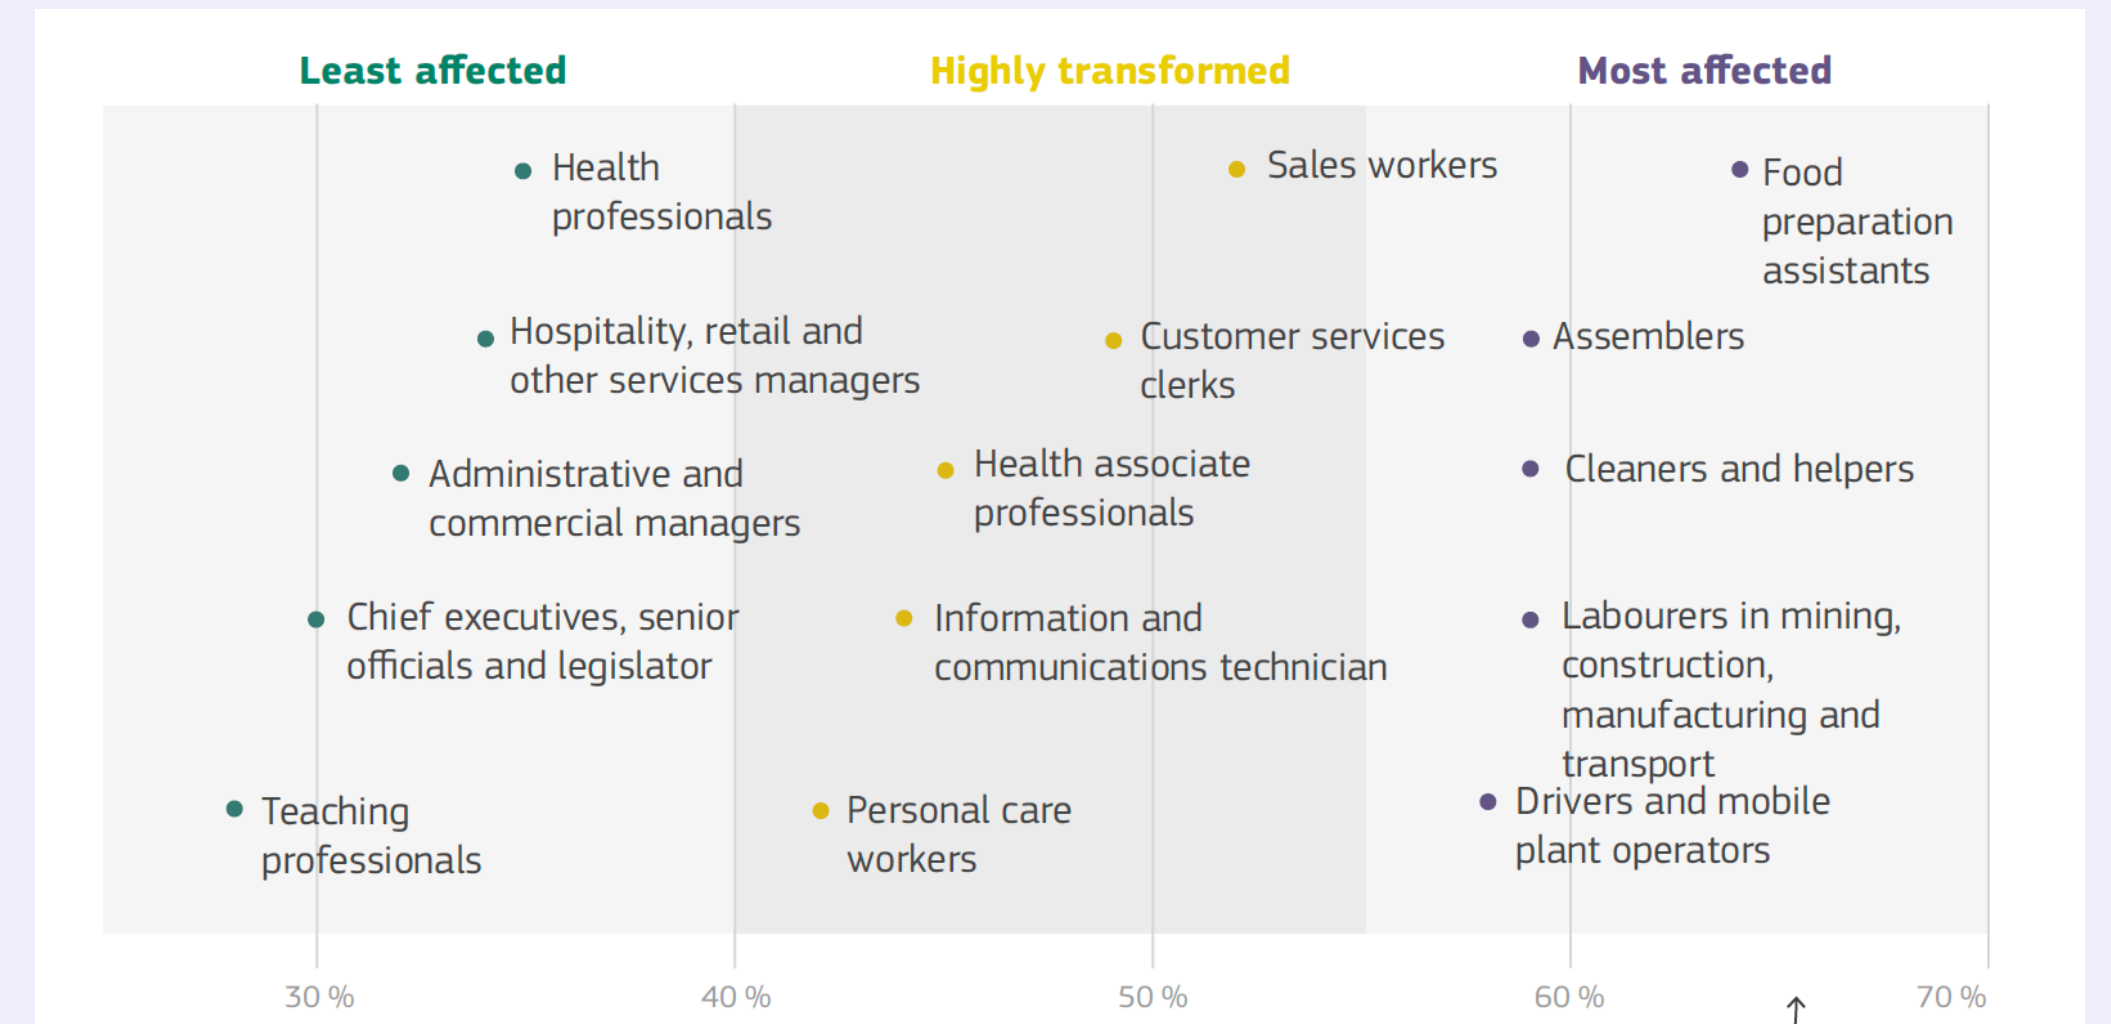 Least affected
Highly transformed
Most affected
Health
professionals
Sales workers
Food
preparation
assistants
Hospitality, retail and
other services managers
Customer services
clerks
Assemblers
Administrative and
commercial managers
Health associate
professionals
Cleaners and helpers
Chief executives, senior
officials and legislator
Information and
communications technician
Labourers in mining,
construction,
manufacturing and
transport
Teaching
professionals
Personal care
workers
Drivers and mobile
plant operators
30 %
40 %
50 %
60 %
70 %